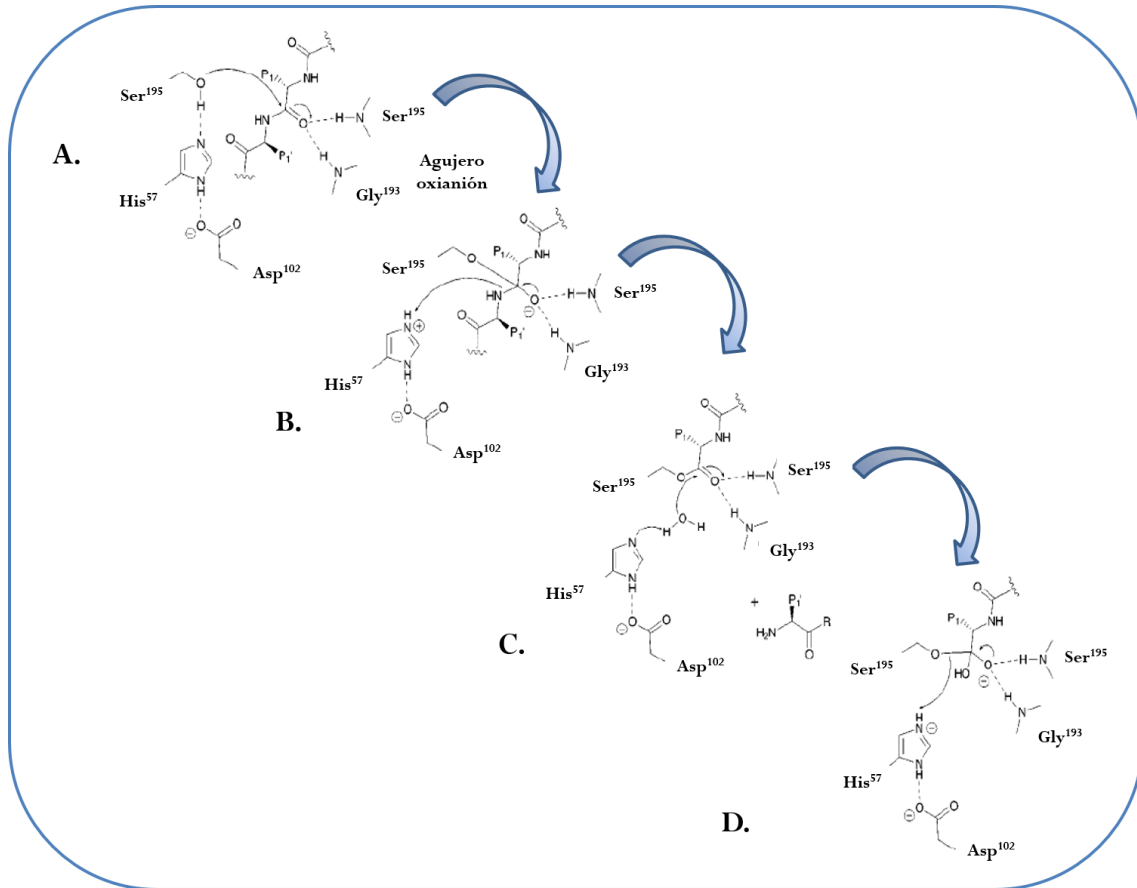 O
P₁
NH
Ser¹⁹⁵
O
H
HN
O
H–N
Ser¹⁹⁵
O
P₁'
H
N
Agujero
oxianión
A.
N
N
H
His⁵⁷
Gly¹⁹³
⊖O
O
Asp¹⁰²
O
P₁
NH
Ser¹⁹⁵
O
HN
O
⊖
H–N
Ser¹⁹⁵
O
P₁'
H
N
Gly¹⁹³
H
N⊕
N
H
His⁵⁷
B.
⊖O
O
Asp¹⁰²
O
P₁
NH
Ser¹⁹⁵
O
O
H–N
Ser¹⁹⁵
H
O
H
H
N
Gly¹⁹³
N
N
H
His⁵⁷
+
P₁'
H₂N
R
O
C.
⊖O
O
Asp¹⁰²
O
P₁
NH
Ser¹⁹⁵
O
HO
O
⊖
H–N
Ser¹⁹⁵
H
N
Gly¹⁹³
H
N⊖
N
H
His⁵⁷
D.
⊖O
O
Asp¹⁰²